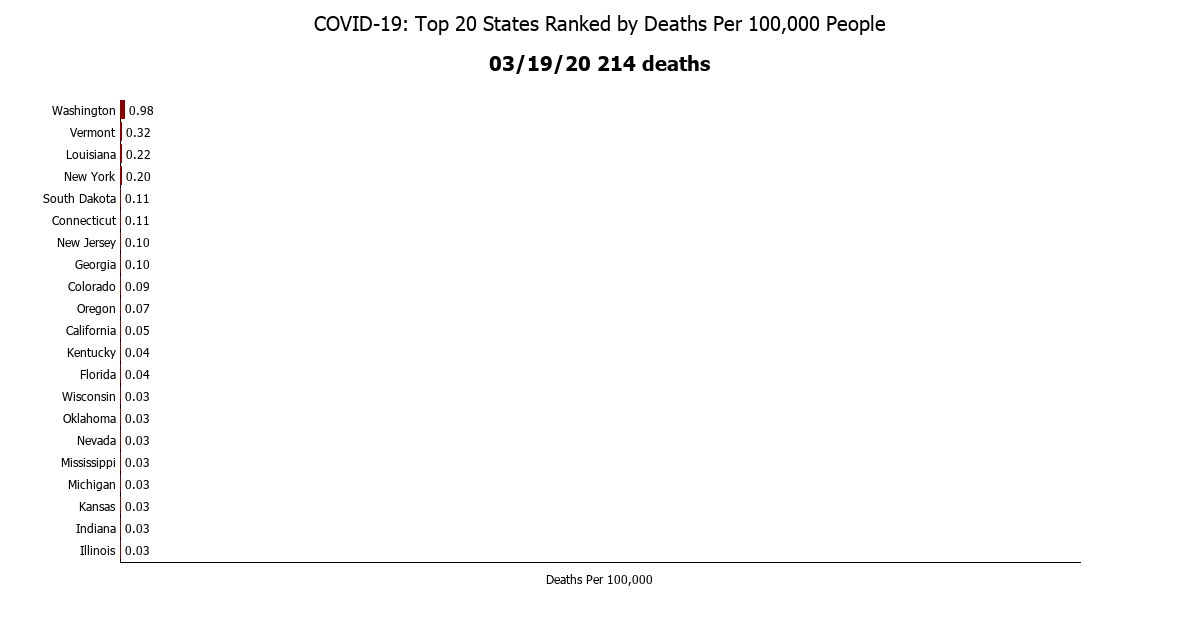 COVID-19: Top 20 States Ranked by Deaths Per 100,000 People
03/19/20 214 deaths
Washington 0.98
Vermont 0.32
Louisiana 0.22
New York 0.20
South Dakota 0.11
Connecticut 0.11
New Jersey 0.10
Georgia 0.10
Colorado 0.09
Oregon 0.07
California 0.05
Kentucky 0.04
Florida 0.04
Wisconsin 0.03
Oklahoma 0.03
Nevada 0.03
Mississippi 0.03
Michigan 0.03
Kansas 0.03
Indiana 0.03
Illinois 0.03
Deaths Per 100,000